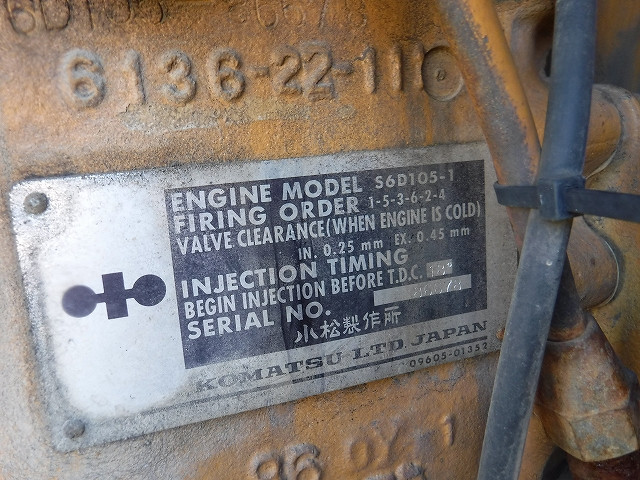 6136-22-111
ENGINE MODEL S6D105-1
FIRING ORDER 1-5-3-6-2-4
VALVE CLEARANCE(WHEN ENGINE IS COLD)
IN. 0.25 mm EX. 0.45 mm
INJECTION TIMING
BEGIN INJECTION BEFORE T.D.C. 18°
SERIAL NO.
小松製作所
KOMATSU LTD. JAPAN
09605-01352